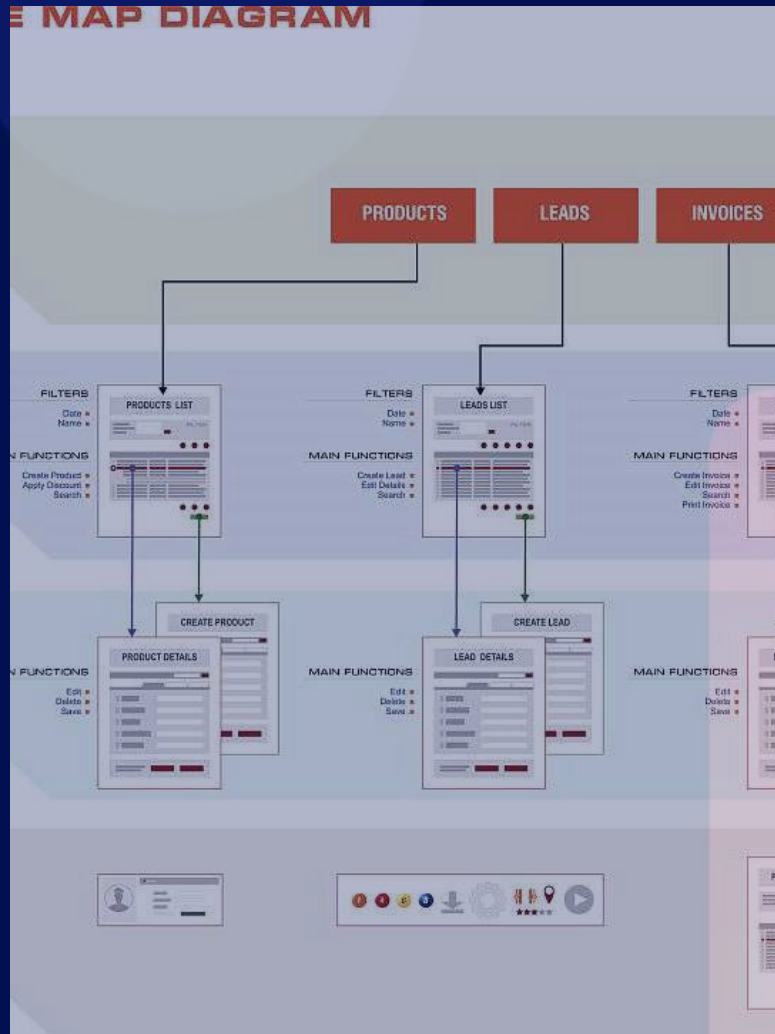 E MAP DIAGRAM
PRODUCTS
LEADS
INVOICES
FILTERS
Date
Name
N FUNCTIONS
Create Product
Apply Discount
Search
PRODUCTS LIST
FILTER
FILTERS
Date
Name
MAIN FUNCTIONS
Create Lead
Edit Details
Search
LEADS LIST
FILTER
FILTERS
Date
Name
MAIN FUNCTIONS
Create Invoice
Edit Invoice
Search
Print Invoice
CREATE PRODUCT
PRODUCT DETAILS
N FUNCTIONS
Edit
Delete
Save
CREATE LEAD
LEAD DETAILS
MAIN FUNCTIONS
Edit
Delete
Save
MAIN FUNCTIONS
Edit
Delete
Save